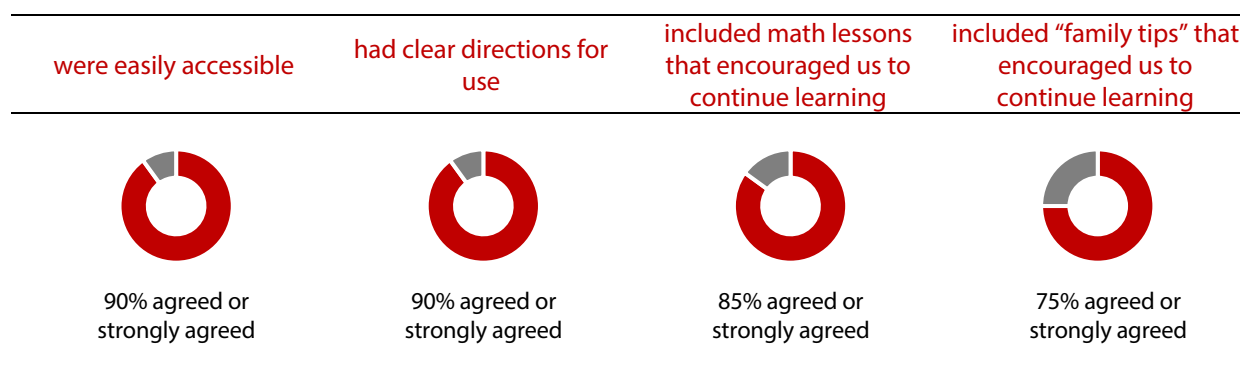 were easily accessible
had clear directions for
use
included math lessons
that encouraged us to
continue learning
included “family tips” that
encouraged us to
continue learning
90% agreed or
strongly agreed
90% agreed or
strongly agreed
85% agreed or
strongly agreed
75% agreed or
strongly agreed